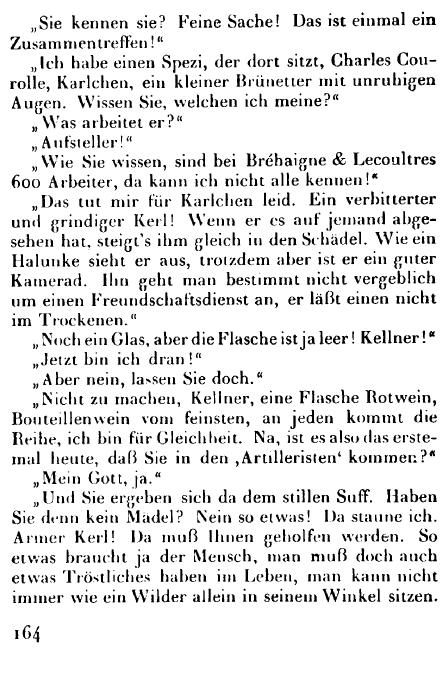 „Sie kennen sie? Feine Sache! Das ist einmal ein
Zusammentreffen!“
„Ich habe einen Spezi, der dort sitzt, Charles Cou-
rolle, Karlchen, ein kleiner Brünetter mit unruhigen
Augen. Wissen Sie, welchen ich meine?“
„Was arbeitet er?“
„Aufsteller!“
„Wie Sie wissen, sind bei Bréhaigne & Lecoultres
600 Arbeiter, da kann ich nicht alle kennen!“
„Das tut mir für Karlchen leid. Ein verbitterter
und grindiger Kerl! Wenn er es auf jemand abge-
sehen hat, steigt's ihm gleich in den Schädel. Wie ein
Halunke sieht er aus, trotzdem aber ist er ein guter
Kamerad. Ihn geht man bestimmt nicht vergeblich
um einen Freundschaftsdienst an, er läßt einen nicht
im Trockenen.“
„Noch ein Glas, aber die Flasche ist ja leer! Kellner!“
„Jetzt bin ich dran!“
„Aber nein, lassen Sie doch.“
„Nicht zu machen, Kellner, eine Flasche Rotwein,
Bouteillenwein vom feinsten, an jeden kommt die
Reihe, ich bin für Gleichheit. Na, ist es also das erste-
mal heute, daß Sie in den ‚Artilleristen‘ kommen?“
„Mein Gott, ja.“
„Und Sie ergeben sich da dem stillen Suff. Haben
Sie denn kein Mädel? Nein so etwas! Da staune ich.
Armer Kerl! Da muß Ihnen geholfen werden. So
etwas braucht ja der Mensch, man muß doch auch
etwas Tröstliches haben im Leben, man kann nicht
immer wie ein Wilder allein in seinem Winkel sitzen.
164